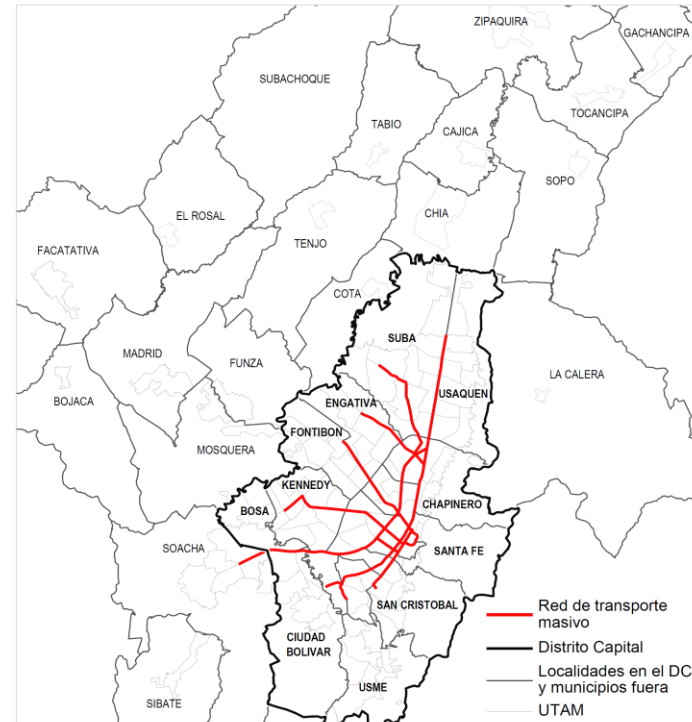 ZIPAQUIRA
GACHANCIPA
SUBACHOQUE
TOCANCIPA
TABIO
CAJICA
SOPO
EL ROSAL
CHIA
TENJO
FACATATIVA
COTA
SUBA
MADRID
FUNZA
LA CALERA
USAQUEN
BOJACA
ENGATIVA
FONTIBON
MOSQUERA
KENNEDY
CHAPINERO
BOSA
SOACHA
SANTA FE
SAN CRISTOBAL
CIUDAD
BOLIVAR
USME
SIBATE
Red de transporte
masivo
Distrito Capital
Localidades en el DC
y municipios fuera
UTAM